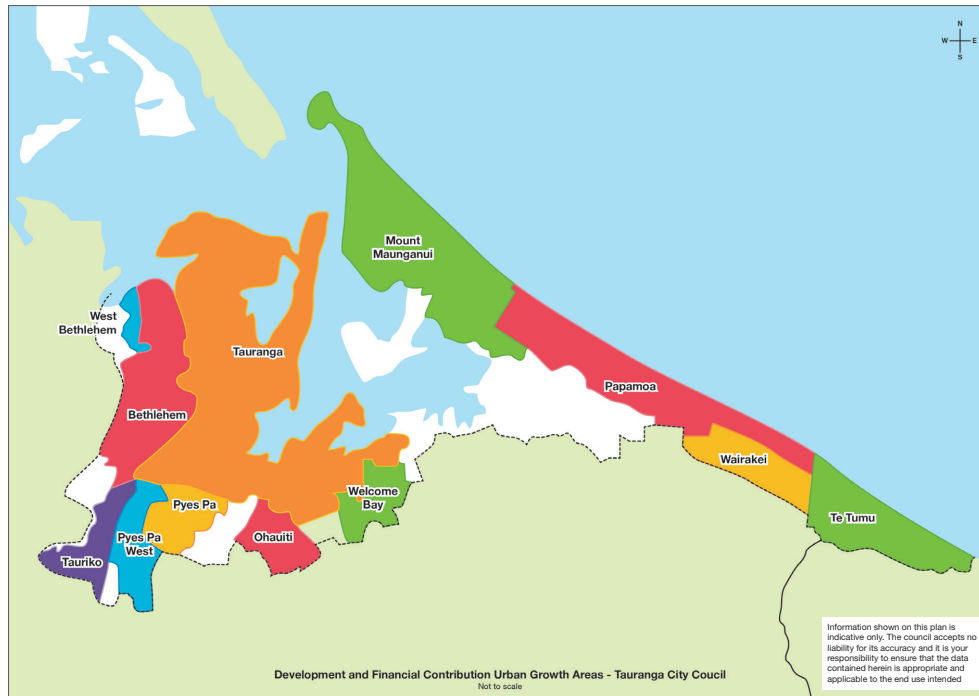 N
W E
S
Mount
Maunganui
West
Bethlehem
Tauranga
Papamoa
Bethlehem
Wairakei
Welcome
Bay
Pyes Pa
Te Tumu
Pyes Pa
West
Ohauiti
Tauriko
Information shown on this plan is
indicative only. The council accepts no
liability for its accuracy and it is your
responsibility to ensure that the data
contained herein is appropriate and
applicable to the end use intended
Development and Financial Contribution Urban Growth Areas - Tauranga City Coucil
Not to scale